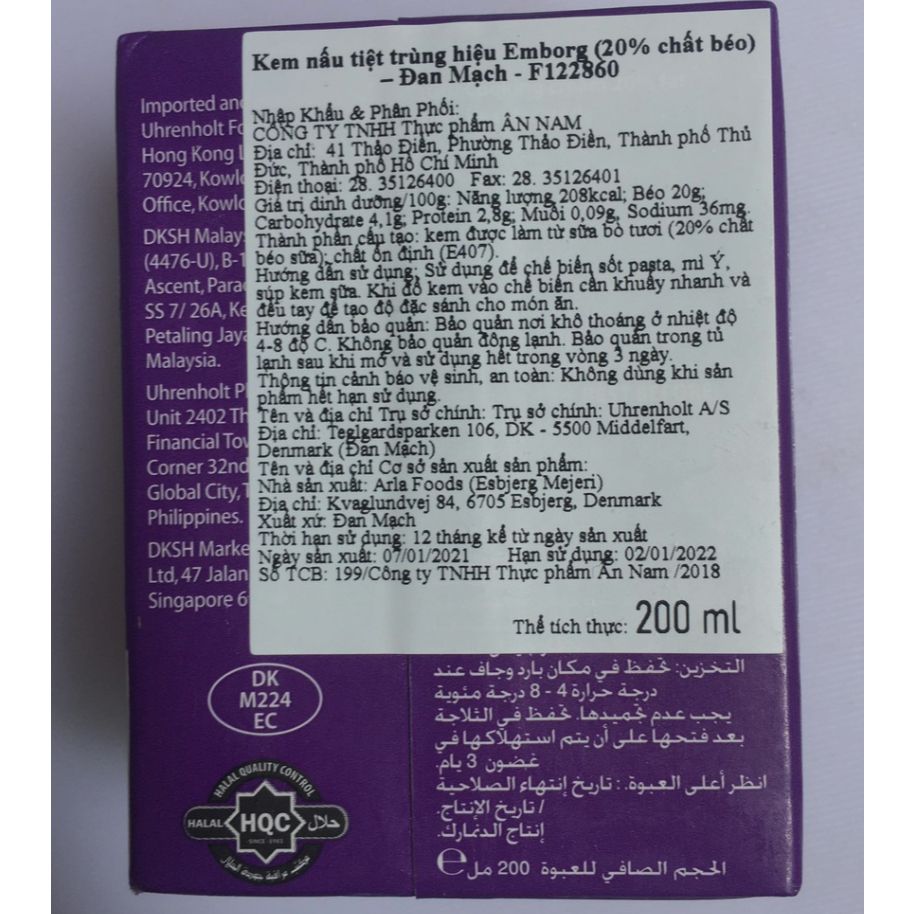 Kem nấu tiệt trùng hiệu Emborg (20% chất béo)
– Đan Mạch - F122860
Nhập Khẩu & Phân Phối:
CÔNG TY TNHH Thực phẩm ÂN NAM
Địa chỉ: 41 Thảo Điền, Phường Thảo Điền, Thành phố Thủ
Đức, Thành phố Hồ Chí Minh
Điện thoại: 28. 35126400 Fax: 28. 35126401
Giá trị dinh dưỡng/100g: Năng lượng 208kcal; Béo 20g;
Carbohydrate 4,1g; Protein 2,8g; Muối 0,09g, Sodium 36mg.
Thành phần cấu tạo: kem được làm từ sữa bò tươi (20% chất
béo sữa); chất ổn định (E407).
Hướng dẫn sử dụng: Sử dụng để chế biến sốt pasta, mì Ý,
súp kem sữa. Khi đổ kem vào chế biến cần khuấy nhanh và
đều tay để tạo độ đặc sánh cho món ăn.
Hướng dẩn bảo quản: Bảo quản nơi khô thoáng ở nhiệt độ
4-8 độ C. Không bảo quản đông lạnh. Bảo quản trong tủ
lạnh sau khi mở và sử dụng hết trong vòng 3 ngày.
Thông tin cảnh báo vệ sinh, an toàn: Không dùng khi sản
phẩm hết hạn sử dụng.
Tên và địa chỉ Trụ sở chính: Trụ sở chính: Uhrenholt A/S
Địa chỉ: Teglgardsparken 106, DK - 5500 Middelfart,
Denmark (Đan Mạch)
Tên và địa chỉ Cơ sở sản xuất sản phẩm:
Nhà sản xuất: Arla Foods (Esbjerg Mejeri)
Địa chỉ: Kvaglundvej 84, 6705 Esbjerg, Denmark
Xuất xứ: Đan Mạch
Thời hạn sử dụng: 12 tháng kể từ ngày sản xuất
Ngày sản xuất: 07/01/2021 Hạn sử dụng: 02/01/2022
Số TCB: 199/Công ty TNHH Thực phẩm Ân Nam /2018
Thể tích thực: 200 ml
Imported and
Uhrenholt
Hong Kong
70924,
Office,
DKSH
(4476-U),
Ascent,
SS 7/ 26A,
Petaling
Malaysia.
Uhrenholt
Unit 2402
Financial
Corner 32nd
Global City,
Philippines.
DKSH
Ltd, 47 Jalan
Singapore
DK
M224
EC
HALAL QUALITY CONTROL
HALAL HQC حلال
SINCE
التخزين: تحفظ في مكان بارد وجاف عند
درجة حرارة 4 - 8 درجة مئوية
يجب عدم تجميدها. تحفظ في الثلاجة
بعد فتحها على أن يتم استهلاكها في
غضون 3 يام.
انظر أعلى العبوة. : تاريخ إنتهاء الصلاحية
/ تاريخ الإنتاج.
إنتاج الدنمارك.
الحجم الصافي للعبوة 200 مل e